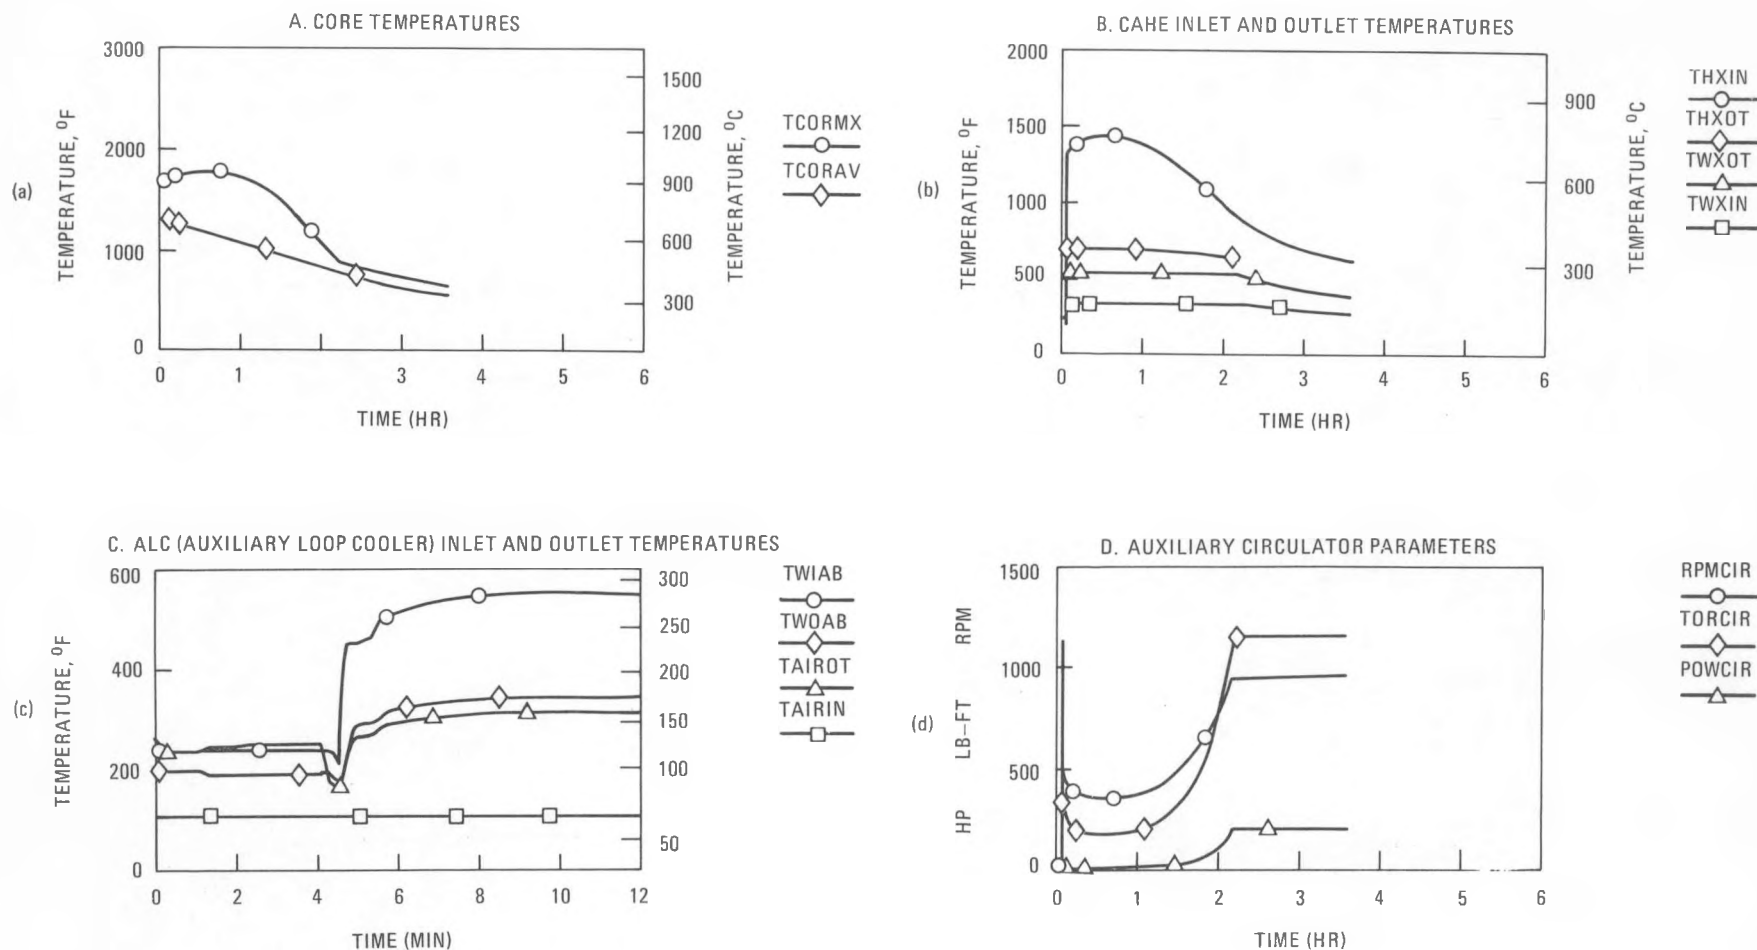 A. CORE TEMPERATURES
3000
2000
1000
0
TEMPERATURE, °F
(a)
1500
1200
900
600
300
TEMPERATURE, °C
0 1 3 4 5 6
TIME (HR)
TCORMX
TCORAV
B. CAHE INLET AND OUTLET TEMPERATURES
2000
1500
1000
500
0
TEMPERATURE, °F
(b)
900
600
300
TEMPERATURE, °C
0 1 2 3 4 5 6
TIME (HR)
THXIN
THXOT
TWXOT
TWXIN
C. ALC (AUXILIARY LOOP COOLER) INLET AND OUTLET TEMPERATURES
600
400
200
0
TEMPERATURE, °F
(c)
300
250
200
150
100
50
0 2 4 6 8 10 12
TIME (MIN)
TWIAB
TWOAB
TAIROT
TAIRIN
D. AUXILIARY CIRCULATOR PARAMETERS
1500
1000
500
0
HP LB-FT RPM
(d)
0 1 2 3 4 5 6
TIME (HR)
RPMCIR
TORCIR
POWCIR